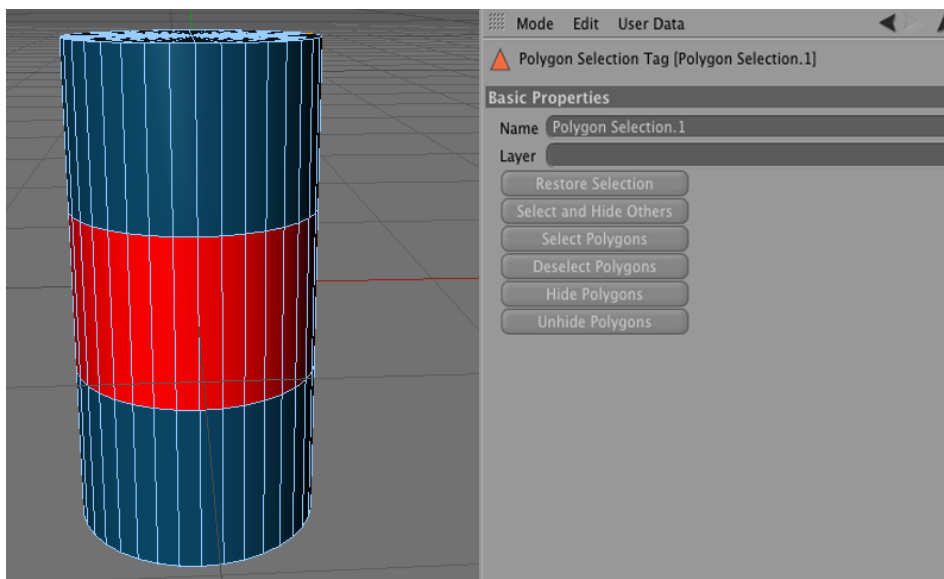 Mode Edit User Data
Polygon Selection Tag [Polygon Selection.1]
Basic Properties
Name Polygon Selection.1
Layer
Restore Selection
Select and Hide Others
Select Polygons
Deselect Polygons
Hide Polygons
Unhide Polygons